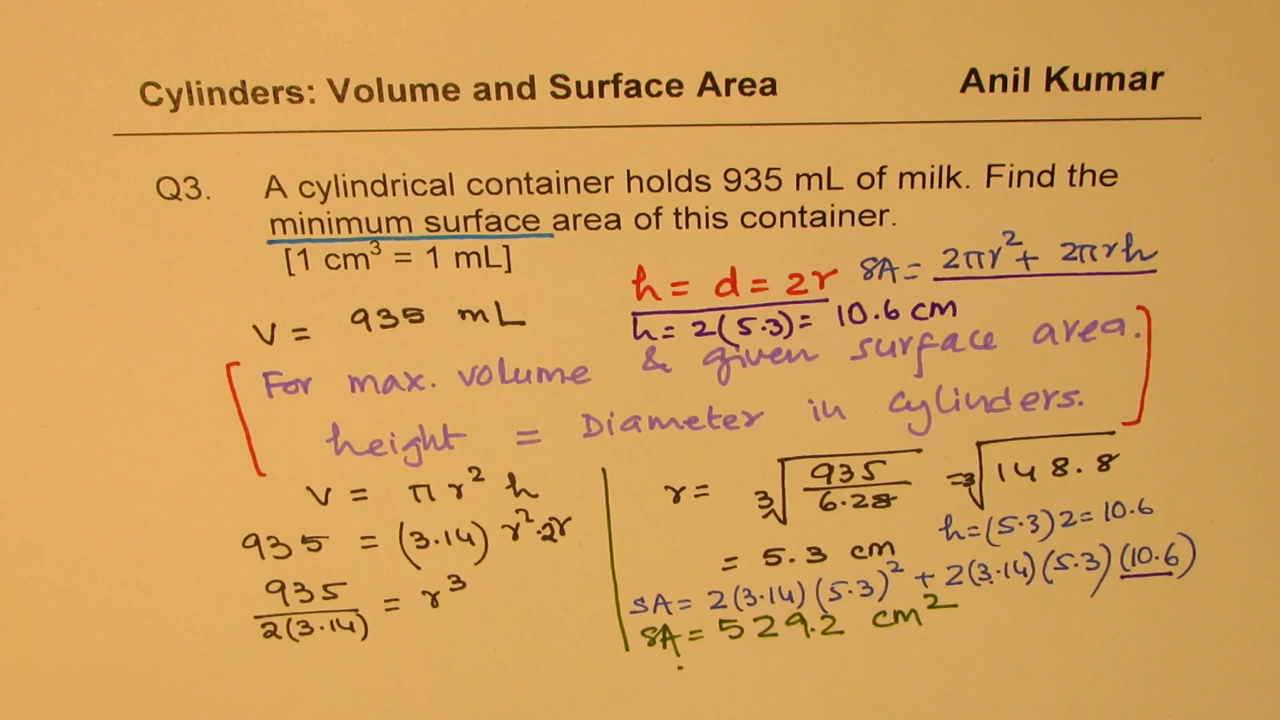 Cylinders: Volume and Surface Area Anil Kumar
Q3. A cylindrical container holds 935 mL of milk. Find the
minimum surface area of this container.
[1 cm³ = 1 mL]
h = d = 2r SA = 2πr² + 2πrh
V = 935 mL
h = 2(5.3) = 10.6 cm
For max. volume & given surface area.
height = Diameter in cylinders.
V = πr² h
935 = (3.14) r²·2r
935/2(3.14) = r³
r = ∛(935/6.28) = ∛148.8
= 5.3 cm
h = (5.3)2 = 10.6
SA = 2(3.14)(5.3)² + 2(3.14)(5.3)(10.6)
SA = 529.2 cm²